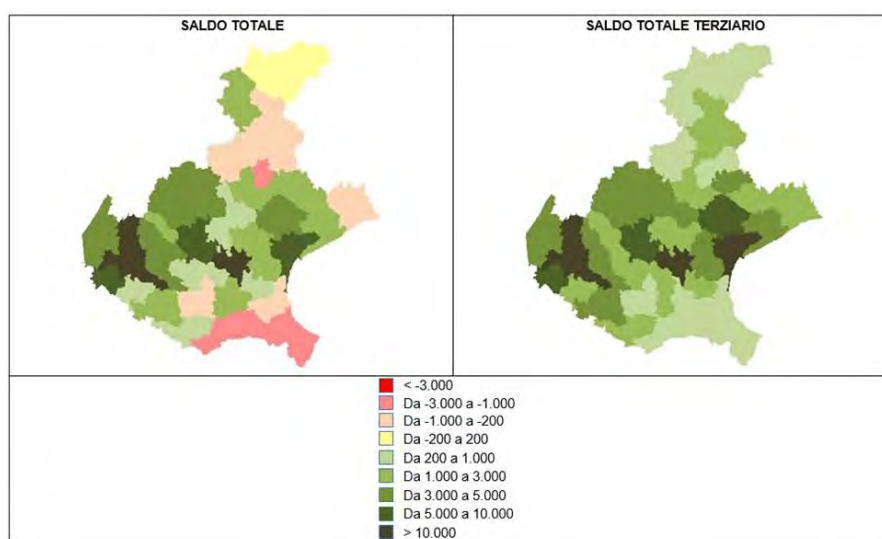 SALDO TOTALE
SALDO TOTALE TERZIARIO
< -3.000
Da -3.000 a -1.000
Da -1.000 a -200
Da -200 a 200
Da 200 a 1.000
Da 1.000 a 3.000
Da 3.000 a 5.000
Da 5.000 a 10.000
> 10.000